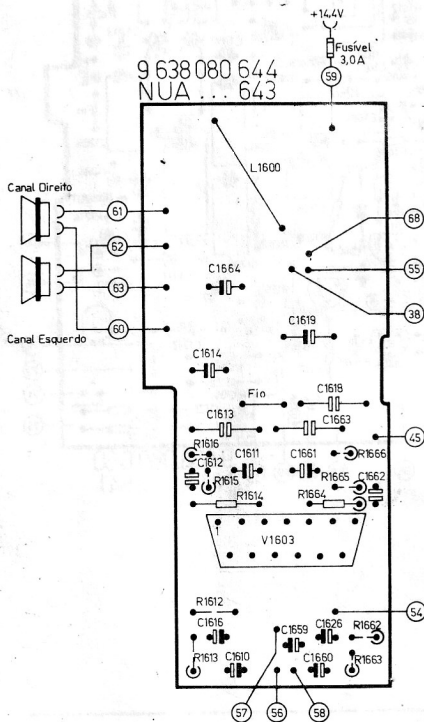 +14.4V
Fusível
3,0A
59
9 638 080 644
NUA ... 643
L1600
Canal Direito
61
62
63
60
Canal Esquerdo
68
55
38
C1664
C1619
C1614
Fio
C1618
C1613
C1663
45
R1616
C1612
C1611
C1661
R1666
R1615
R1665
C1662
R1614
R1664
V1603
R1612
54
C1616
C1659
C1626
R1662
R1613
C1610
C1660
R1663
57
56
58